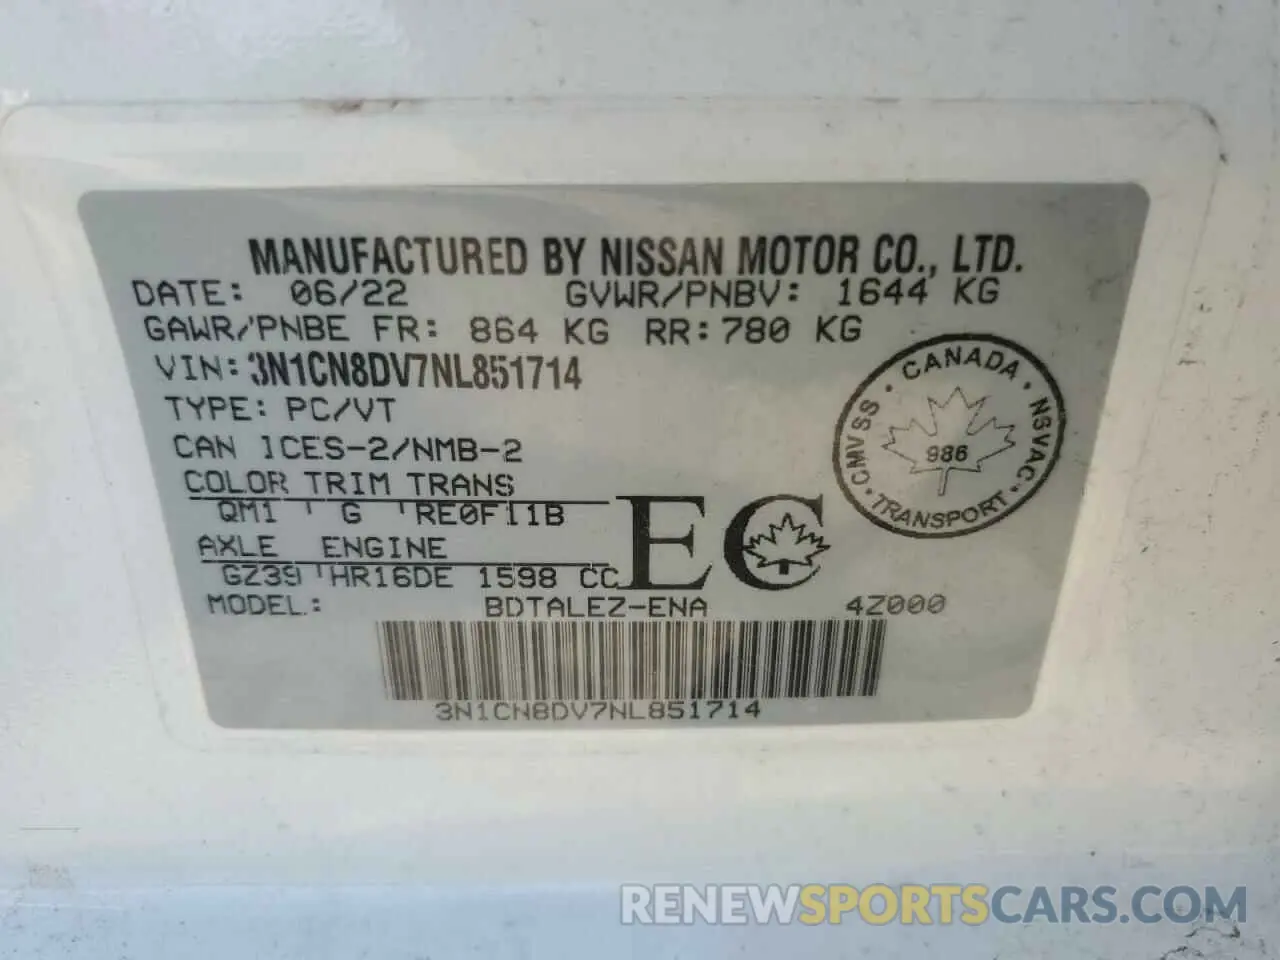 MANUFACTURED BY NISSAN MOTOR CO., LTD.
DATE: 06/22 GVWR/PNBV: 1644 KG
GAWR/PNBE FR: 864 KG RR: 780 KG
VIN: 3N1CN8DV7NL851714
TYPE: PC/VT
CAN ICES-2/NMB-2
COLOR TRIM TRANS
QM1 ' G 'RE0F11B
AXLE ENGINE
GZ39 'HR16DE 1598 CC
MODEL: BDTALEZ-ENA 4Z000
3N1CN8DV7NL851714
EC
CANADA · NSVAC · TRANSPORT · CMVSS ·
986
RENEWSPORTSCARS.COM